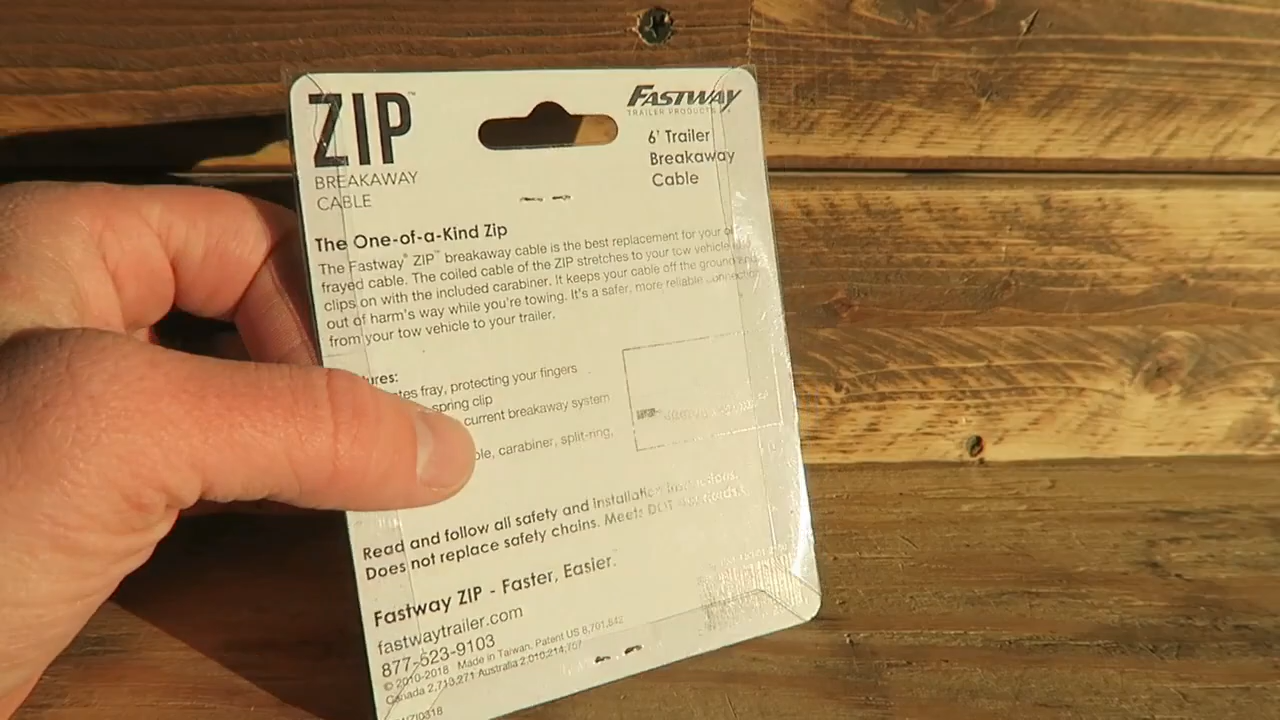 ZIP™
BREAKAWAY
CABLE
FASTWAY
TRAILER PRODUCTS
6' Trailer
Breakaway
Cable
The One-of-a-Kind Zip
The Fastway® ZIP™ breakaway cable is the best replacement for your
frayed cable. The coiled cable of the ZIP stretches to your tow vehicle and
clips on with the included carabiner. It keeps your cable off the ground and
out of harm's way while you're towing. It's a safer, more reliable connection
from your tow vehicle to your trailer.
fray, protecting your fingers
spring clip
current breakaway system
carabiner, split-ring,
Read and follow all safety and installation instructions.
Does not replace safety chains. Meets DOT standards.
Fastway ZIP - Faster, Easier.
fastwaytrailer.com
877-523-9103
© 2010-2018 Made in Taiwan. Patent US 8,701,842
Canada 2,713,271 Australia 2,010,214,707